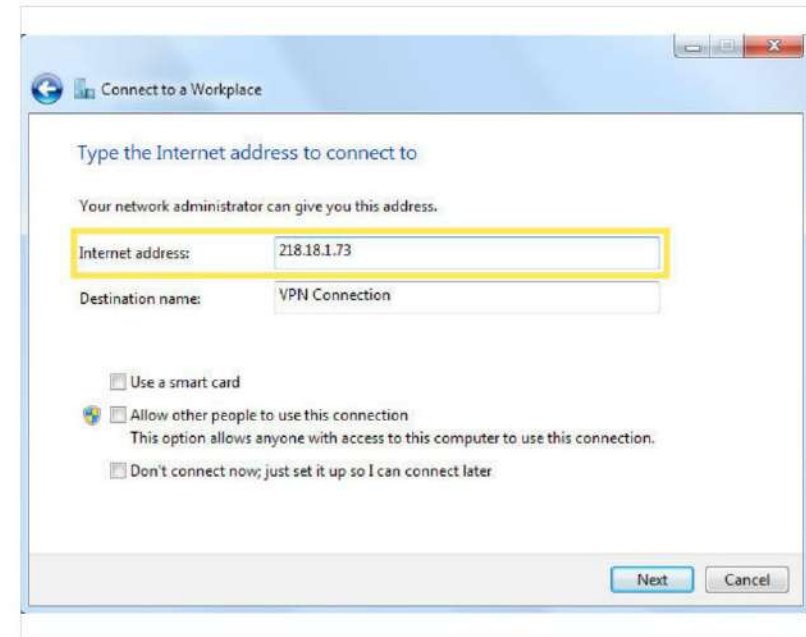 Connect to a Workplace
Type the Internet address to connect to
Your network administrator can give you this address.
Internet address: 218.18.1.73
Destination name: VPN Connection
Use a smart card
Allow other people to use this connection
This option allows anyone with access to this computer to use this connection.
Don't connect now; just set it up so I can connect later
Next Cancel